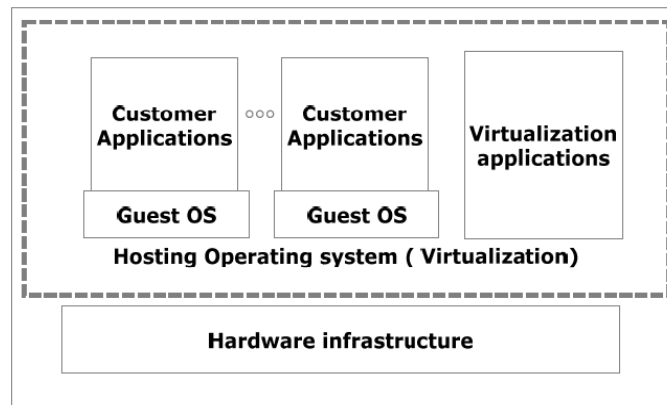 Customer
Applications
Customer
Applications
Virtualization
applications
Guest OS
Guest OS
Hosting Operating system ( Virtualization)
Hardware infrastructure